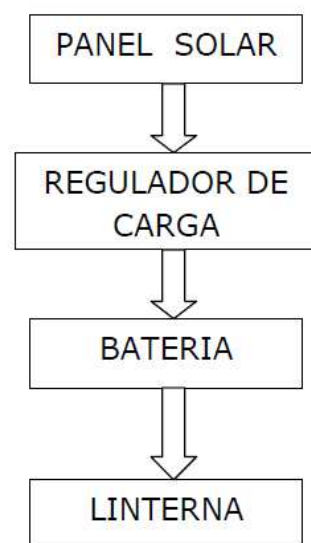 PANEL SOLAR
REGULADOR DE
CARGA
BATERIA
LINTERNA